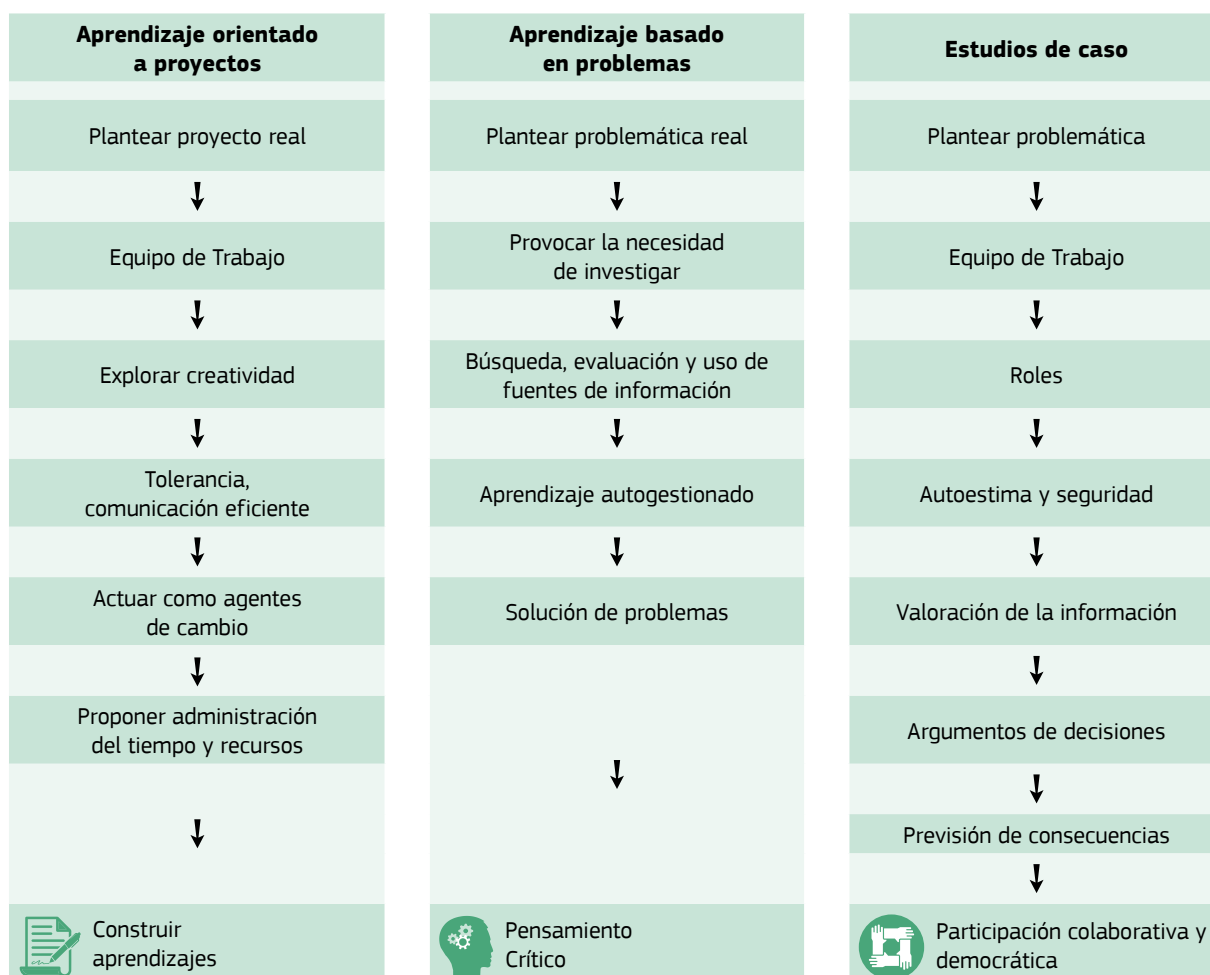 Aprendizaje orientado
a proyectos
Plantear proyecto real
Equipo de Trabajo
Explorar creatividad
Tolerancia,
comunicación eficiente
Actuar como agentes
de cambio
Proponer administración
del tiempo y recursos
Construir
aprendizajes
Aprendizaje basado
en problemas
Plantear problemática real
Provocar la necesidad
de investigar
Búsqueda, evaluación y uso de
fuentes de información
Aprendizaje autogestionado
Solución de problemas
Pensamiento
Crítico
Estudios de caso
Plantear problemática
Equipo de Trabajo
Roles
Autoestima y seguridad
Valoración de la información
Argumentos de decisiones
Previsión de consecuencias
Participación colaborativa y
democrática